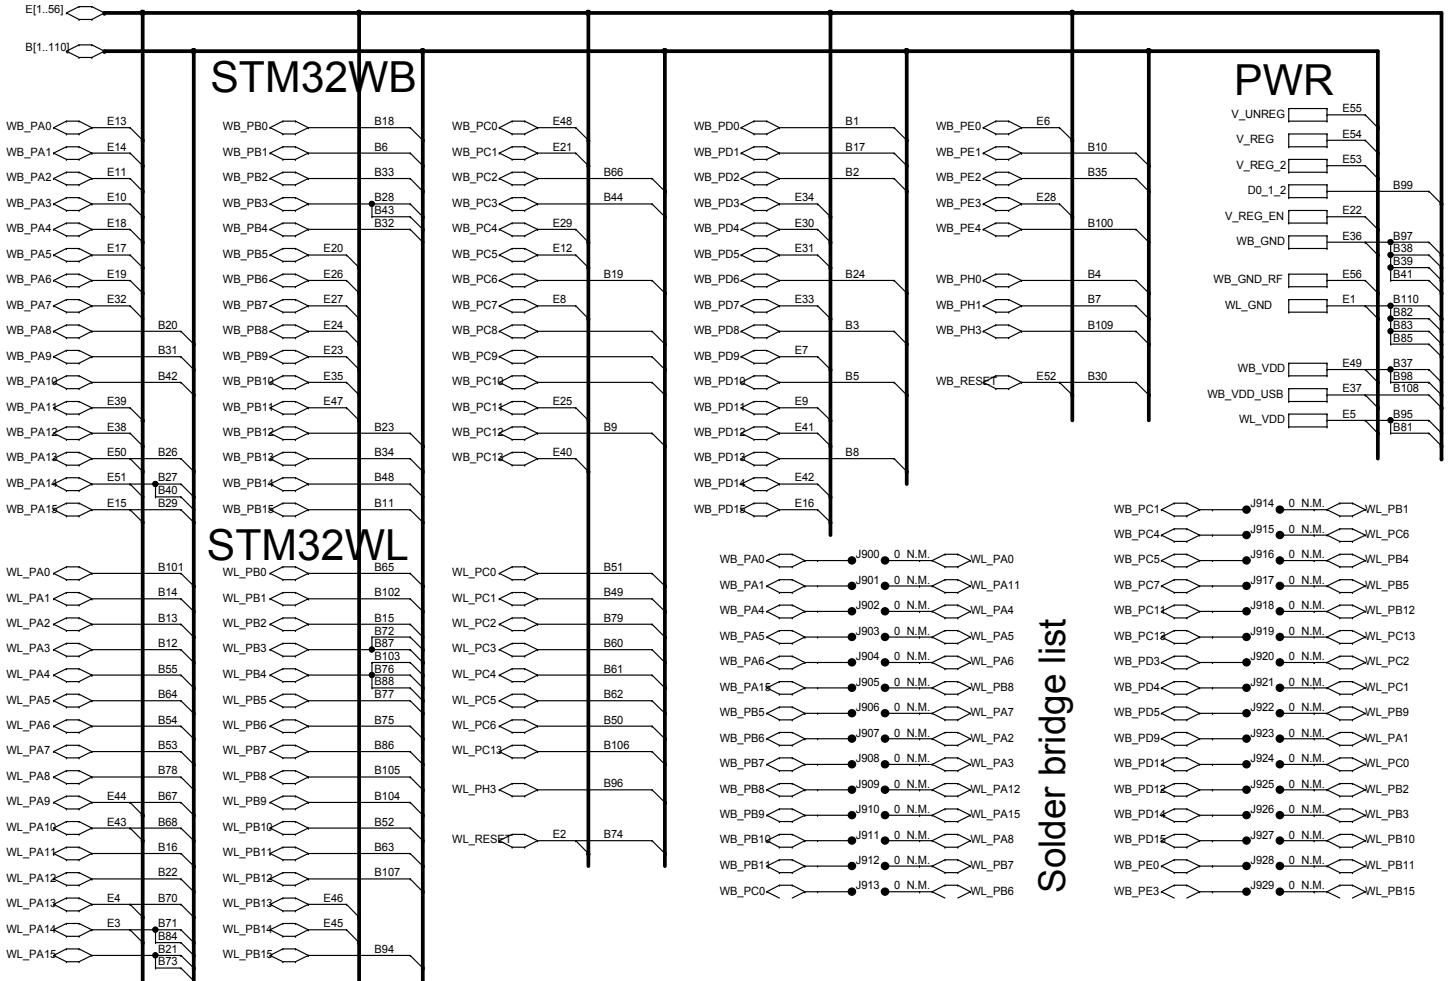 E[1..56]
B[1..110]
STM32WB
WB_PA0 E13
WB_PA1 E14
WB_PA2 E11
WB_PA3 E10
WB_PA4 E18
WB_PA5 E17
WB_PA6 E19
WB_PA7 E32
WB_PA8 B20
WB_PA9 B31
WB_PA10 B42
WB_PA11 E39
WB_PA12 E38
WB_PA13 E50 B26
WB_PA14 E51 B27
B40
WB_PA15 E15 B29
WB_PB0 B18
WB_PB1 B6
WB_PB2 B33
WB_PB3 B28
B43
WB_PB4 B32
WB_PB5 E20
WB_PB6 E26
WB_PB7 E27
WB_PB8 E24
WB_PB9 E23
WB_PB10 E35
WB_PB11 E47
WB_PB12 B23
WB_PB13 B34
WB_PB14 B48
WB_PB15 B11
WB_PC0 E48
WB_PC1 E21
WB_PC2 B66
WB_PC3 B44
WB_PC4 E29
WB_PC5 E12
WB_PC6 B19
WB_PC7 E8
WB_PC8
WB_PC9
WB_PC10
WB_PC11 E25
WB_PC12 B9
WB_PC13 E40
WB_PD0 B1
WB_PD1 B17
WB_PD2 B2
WB_PD3 E34
WB_PD4 E30
WB_PD5 E31
WB_PD6 B24
WB_PD7 E33
WB_PD8 B3
WB_PD9 E7
WB_PD10 B5
WB_PD11 E9
WB_PD12 E41
WB_PD13 B8
WB_PD14 E42
WB_PD15 E16
WB_PE0 E6
WB_PE1 B10
WB_PE2 B35
WB_PE3 E28
WB_PE4 B100
WB_PH0 B4
WB_PH1 B7
WB_PH3 B109
WB_RESET E52 B30
PWR
V_UNREG E55
V_REG E54
V_REG_2 E53
D0_1_2 B99
V_REG_EN E22
WB_GND E36 B97
B38
B39
B41
WB_GND_RF E56
WL_GND E1 B110
B82
B83
B85
WB_VDD E49 B37
B98
WB_VDD_USB E37 B108
WL_VDD E5 B95
B81
STM32WL
WL_PA0 B101
WL_PA1 B14
WL_PA2 B13
WL_PA3 B12
WL_PA4 B55
WL_PA5 B64
WL_PA6 B54
WL_PA7 B53
WL_PA8 B78
WL_PA9 E44 B67
WL_PA10 E43 B68
WL_PA11 B16
WL_PA12 B22
WL_PA13 E4 B70
WL_PA14 E3 B71
B84
WL_PA15 B21
B73
WL_PB0 B65
WL_PB1 B102
WL_PB2 B15
B72
WL_PB3 B87
B103
WL_PB4 B76
B88
WL_PB5 B77
WL_PB6 B75
WL_PB7 B86
WL_PB8 B105
WL_PB9 B104
WL_PB10 B52
WL_PB11 B63
WL_PB12 B107
WL_PB13 E46
WL_PB14 E45
WL_PB15 B94
WL_PC0 B51
WL_PC1 B49
WL_PC2 B79
WL_PC3 B60
WL_PC4 B61
WL_PC5 B62
WL_PC6 B50
WL_PC13 B106
WL_PH3 B96
WL_RESET E2 B74
WB_PA0 J900 0 N.M. WL_PA0
WB_PA1 J901 0 N.M. WL_PA11
WB_PA4 J902 0 N.M. WL_PA4
WB_PA5 J903 0 N.M. WL_PA5
WB_PA6 J904 0 N.M. WL_PA6
WB_PA15 J905 0 N.M. WL_PB8
WB_PB5 J906 0 N.M. WL_PA7
WB_PB6 J907 0 N.M. WL_PA2
WB_PB7 J908 0 N.M. WL_PA3
WB_PB8 J909 0 N.M. WL_PA12
WB_PB9 J910 0 N.M. WL_PA15
WB_PB10 J911 0 N.M. WL_PA8
WB_PB11 J912 0 N.M. WL_PB7
WB_PC0 J913 0 N.M. WL_PB6
Solder bridge list
WB_PC1 J914 0 N.M. WL_PB1
WB_PC4 J915 0 N.M. WL_PC6
WB_PC5 J916 0 N.M. WL_PB4
WB_PC7 J917 0 N.M. WL_PB5
WB_PC11 J918 0 N.M. WL_PB12
WB_PC13 J919 0 N.M. WL_PC13
WB_PD3 J920 0 N.M. WL_PC2
WB_PD4 J921 0 N.M. WL_PC1
WB_PD5 J922 0 N.M. WL_PB9
WB_PD9 J923 0 N.M. WL_PA1
WB_PD11 J924 0 N.M. WL_PC0
WB_PD12 J925 0 N.M. WL_PB2
WB_PD14 J926 0 N.M. WL_PB3
WB_PD15 J927 0 N.M. WL_PB10
WB_PE0 J928 0 N.M. WL_PB11
WB_PE3 J929 0 N.M. WL_PB15